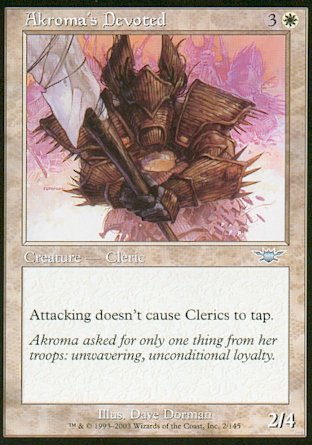 Akroma's Devoted 3
Creature — Cleric
Attacking doesn't cause Clerics to tap.
Akroma asked for only one thing from her
troops: unwavering, unconditional loyalty.
Illus. Dave Dorman
™ & © 1993–2003 Wizards of the Coast, Inc. 2/145
2/4